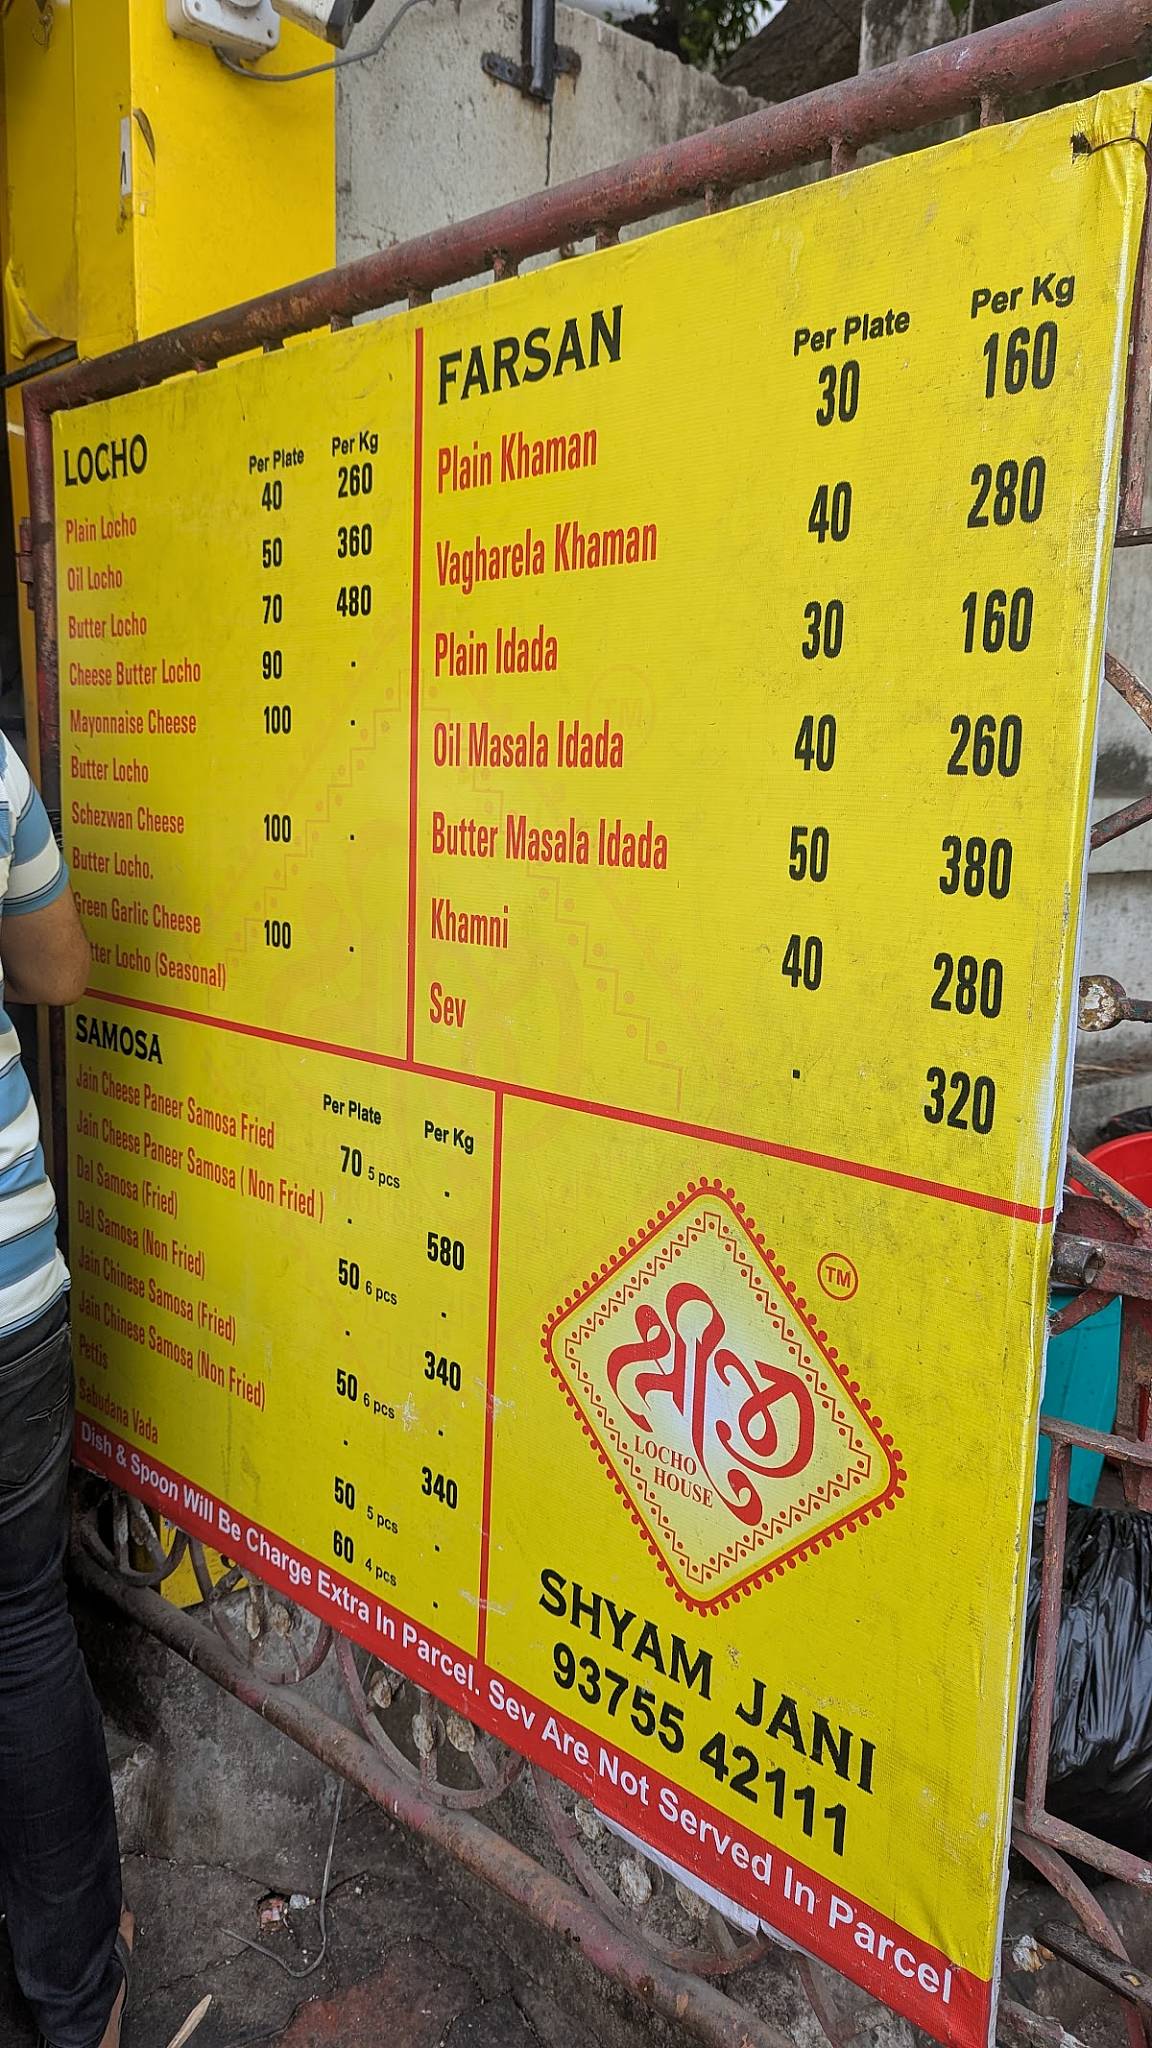 LOCHO
Per Plate Per Kg
Plain Locho 40 260
Oil Locho 50 360
Butter Locho 70 480
Cheese Butter Locho 90 .
Mayonnaise Cheese 100 .
Butter Locho
Schezwan Cheese 100 .
Butter Locho.
Green Garlic Cheese 100 .
Locho (Seasonal)
FARSAN
Per Plate Per Kg
Plain Khaman 30 160
Vagharela Khaman 40 280
Plain Idada 30 160
Oil Masala Idada 40 260
Butter Masala Idada 50 380
Khamni 40 280
Sev . 320
SAMOSA
Per Plate Per Kg
Jain Cheese Paneer Samosa Fried 70 5 pcs .
Jain Cheese Paneer Samosa ( Non Fried ) . 580
Dal Samosa (Fried) 50 6 pcs .
Dal Samosa (Non Fried) . 340
Jain Chinese Samosa (Fried) 50 6 pcs .
Jain Chinese Samosa (Non Fried) . 340
Pettis 50 5 pcs .
Sabudana Vada 60 4 pcs .
TM
श्रीजी
LOCHO
HOUSE
SHYAM JANI
93755 42111
Dish & Spoon Will Be Charge Extra In Parcel. Sev Are Not Served In Parcel